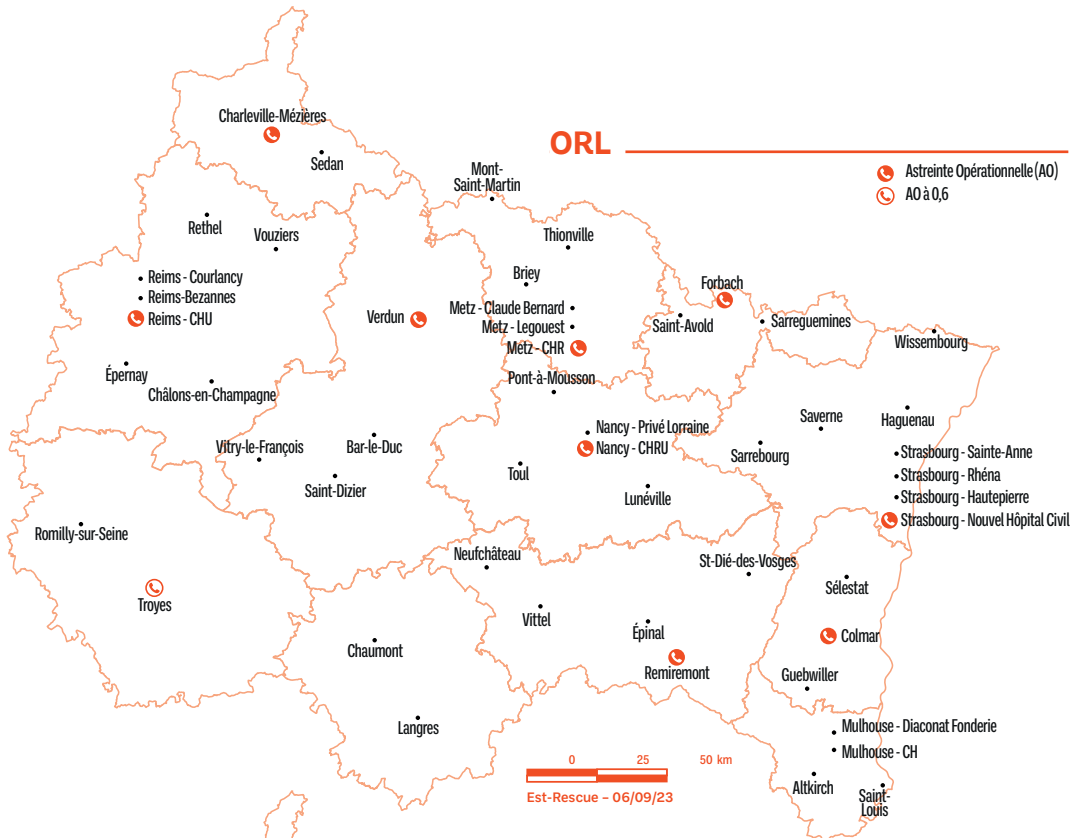 ORL
Astreinte Opérationnelle (AO)
AO à 0,6
Charleville-Mézières
Sedan
Mont-
Saint-Martin
Rethel
Vouziers
Thionville
Briey
Reims - Courlancy
Reims-Bezannes
Reims - CHU
Verdun
Metz - Claude Bernard
Metz - Legouest
Metz - CHR
Forbach
Saint-Avold
Sarreguemines
Wissembourg
Épernay
Châlons-en-Champagne
Pont-à-Mousson
Vitry-le-François
Bar-le-Duc
Saint-Dizier
Nancy - Privé Lorraine
Nancy - CHRU
Toul
Lunéville
Saverne
Sarrebourg
Haguenau
Strasbourg - Sainte-Anne
Strasbourg - Rhéna
Strasbourg - Hautepierre
Strasbourg - Nouvel Hôpital Civil
Romilly-sur-Seine
Troyes
Neufchâteau
St-Dié-des-Vosges
Vittel
Épinal
Remiremont
Sélestat
Colmar
Guebwiller
Chaumont
Langres
Mulhouse - Diaconat Fonderie
Mulhouse - CH
Altkirch
Saint-
Louis
0 25 50 km
Est-Rescue – 06/09/23